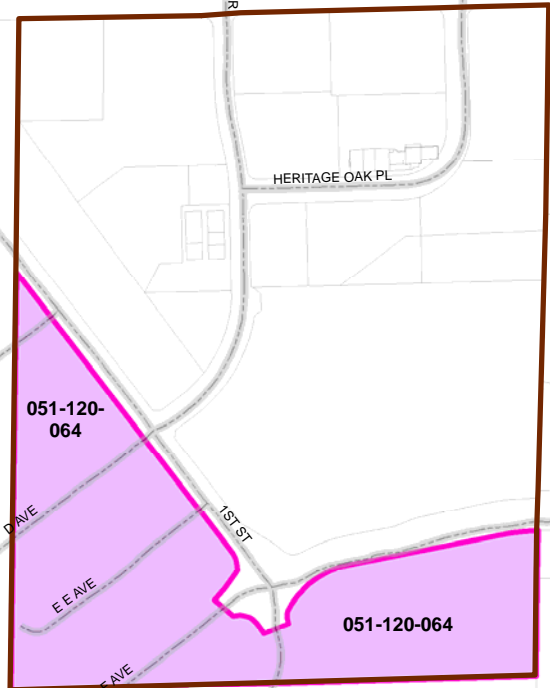 R
HERITAGE OAK PL
051-120-
064
D AVE
1ST ST
E E AVE
051-120-064
F AVE